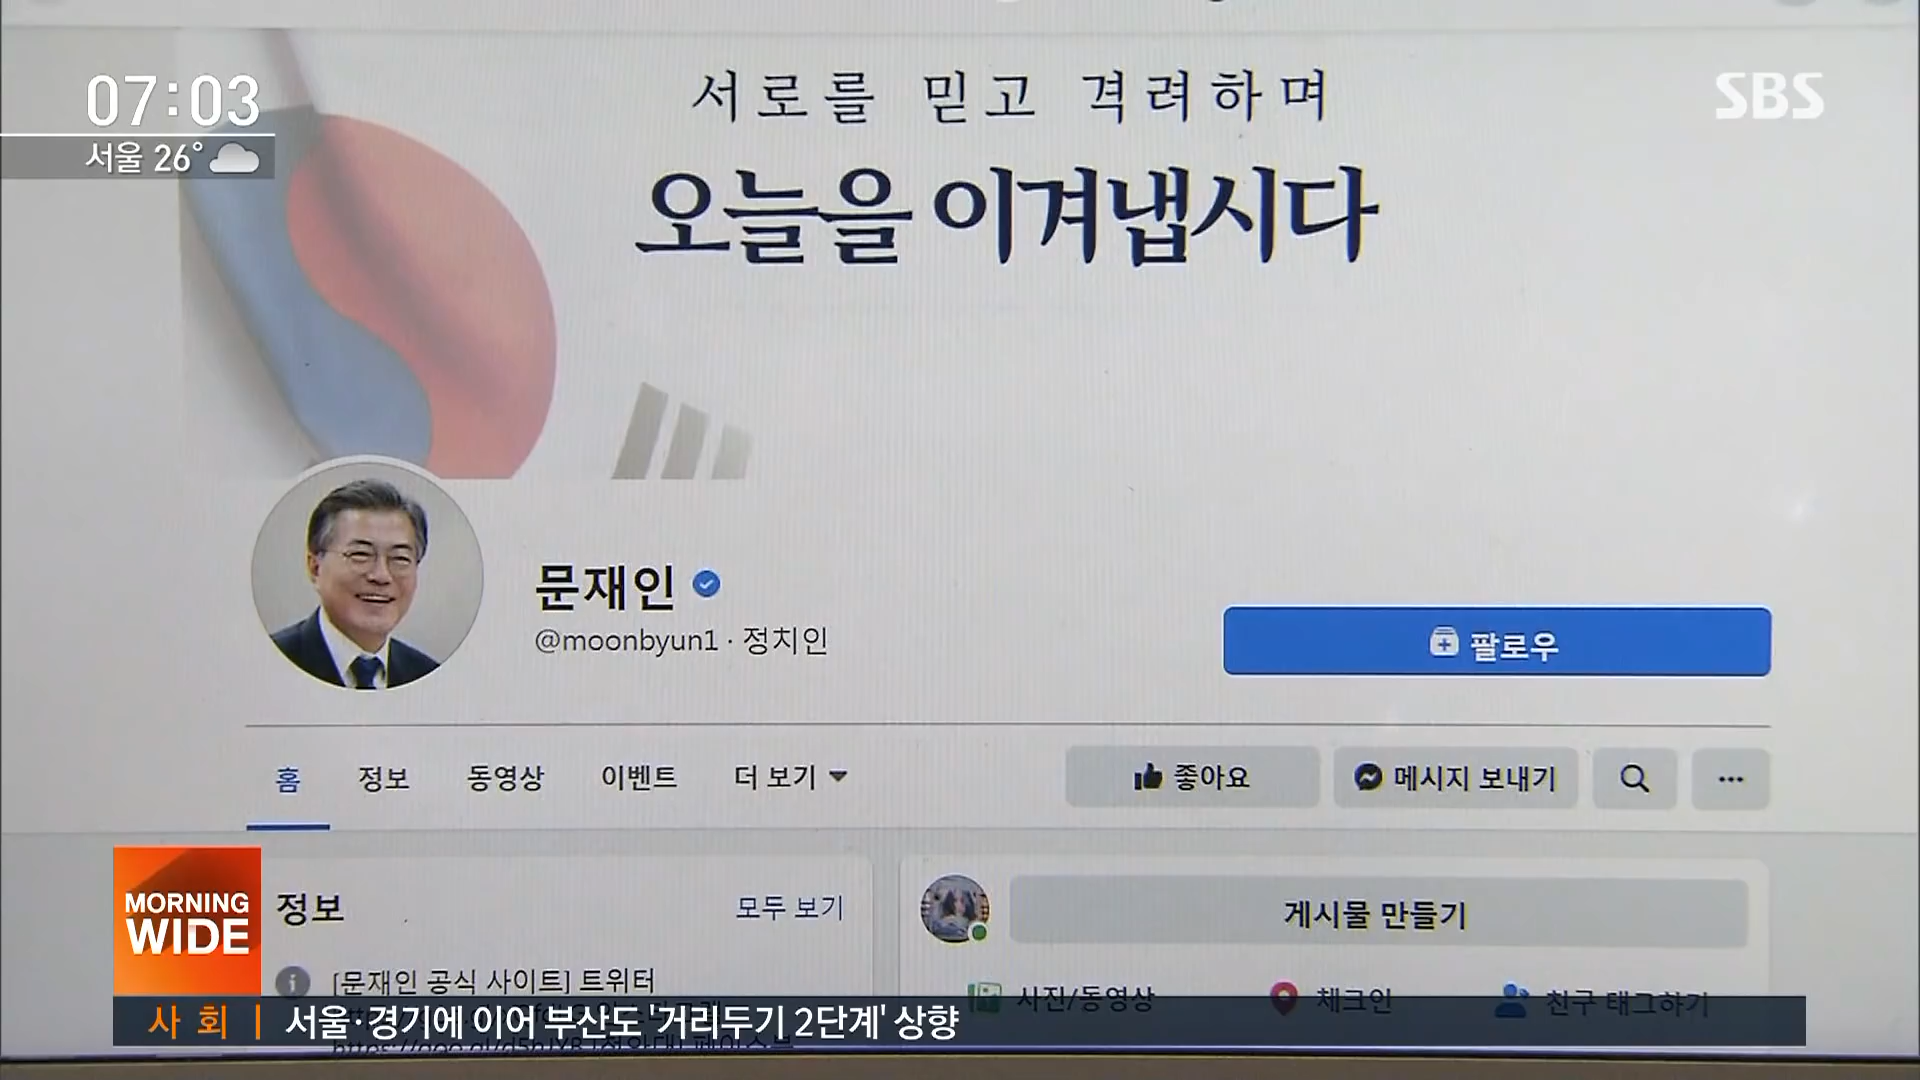 07:03
서울 26°
SBS
서로를 믿고 격려하며
오늘을 이겨냅시다
문재인
@moonbyun1 · 정치인
팔로우
홈 정보 동영상 이벤트 더 보기
좋아요 메시지 보내기
정보 모두 보기
게시물 만들기
[문재인 공식 사이트] 트위터
사진/동영상 체크인 친구 태그하기
MORNING
WIDE
사회 | 서울·경기에 이어 부산도 '거리두기 2단계' 상향